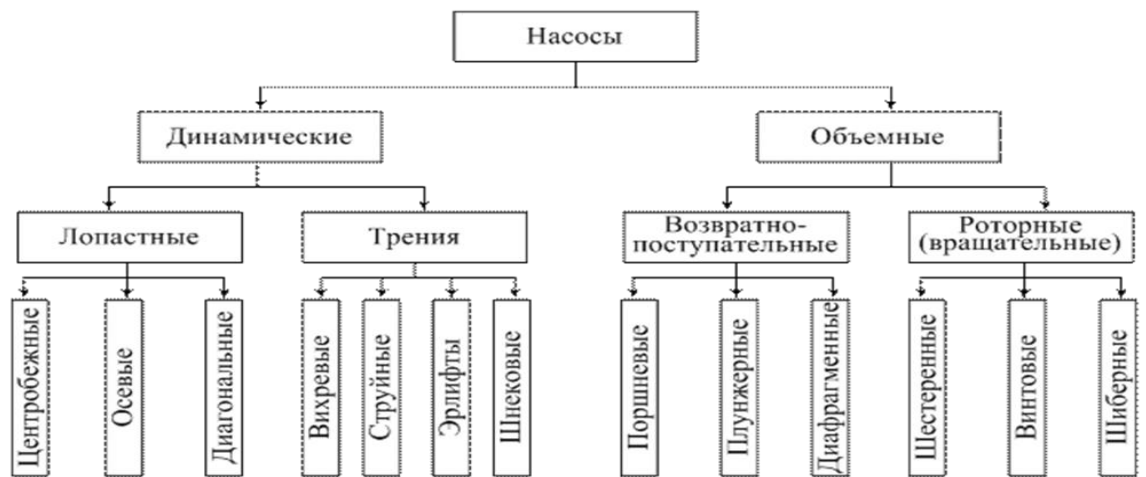 Насосы
Динамические
Объемные
Лопастные
Трения
Возвратно-
поступательные
Роторные
(вращательные)
Центробежные
Осевые
Диагональные
Вихревые
Струйные
Эрлифты
Шнековые
Поршневые
Плунжерные
Диафрагменные
Шестеренные
Винтовые
Шиберные